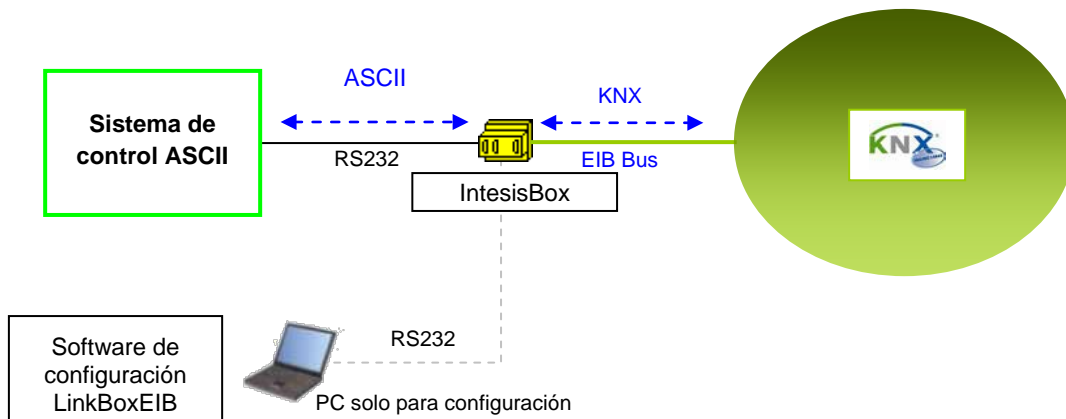 ASCII
KNX
Sistema de
control ASCII
RS232
EIB Bus
KNX
IntesisBox
RS232
Software de
configuración
LinkBoxEIB
PC solo para configuración